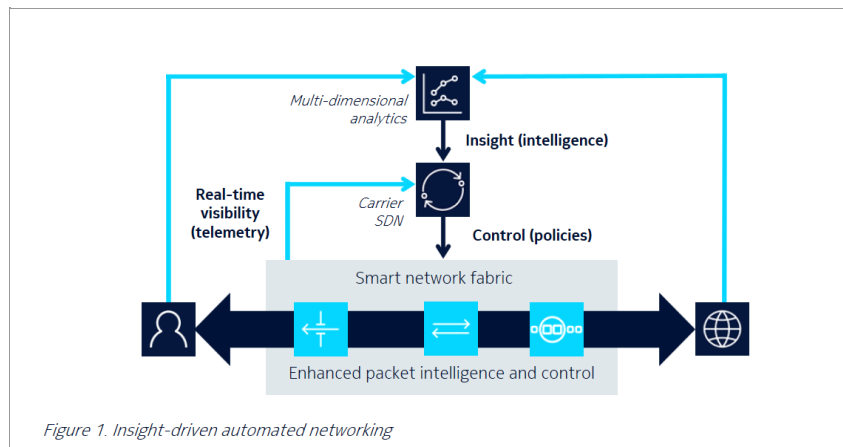 Multi-dimensional
analytics
Insight (intelligence)
Real-time
visibility
(telemetry)
Carrier
SDN
Control (policies)
Smart network fabric
Enhanced packet intelligence and control
Figure 1. Insight-driven automated networking